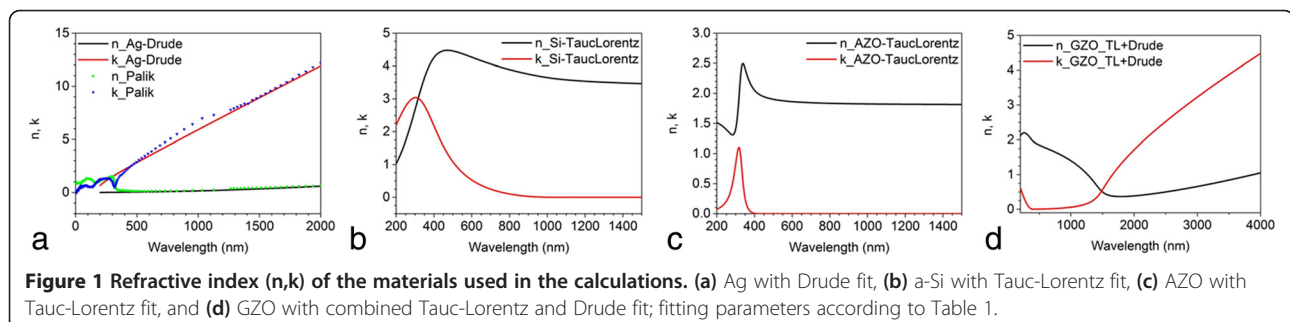 n_Ag-Drude
k_Ag-Drude
n_Palik
k_Palik
n, k
15
10
5
0
0 500 1000 1500 2000
Wavelength (nm)
a
n_Si-TaucLorentz
k_Si-TaucLorentz
n, k
5
4
3
2
1
0
200 400 600 800 1000 1200 1400
Wavelength (nm)
b
n_AZO-TaucLorentz
k_AZO-TaucLorentz
n, k
3.0
2.5
2.0
1.5
1.0
0.5
0.0
200 400 600 800 1000 1200 1400
Wavelength (nm)
c
n_GZO_TL+Drude
k_GZO_TL+Drude
n, k
5
4
3
2
1
0
1000 2000 3000 4000
Wavelength (nm)
d
Figure 1 Refractive index (n,k) of the materials used in the calculations. (a) Ag with Drude fit, (b) a-Si with Tauc-Lorentz fit, (c) AZO with
Tauc-Lorentz fit, and (d) GZO with combined Tauc-Lorentz and Drude fit; fitting parameters according to Table 1.